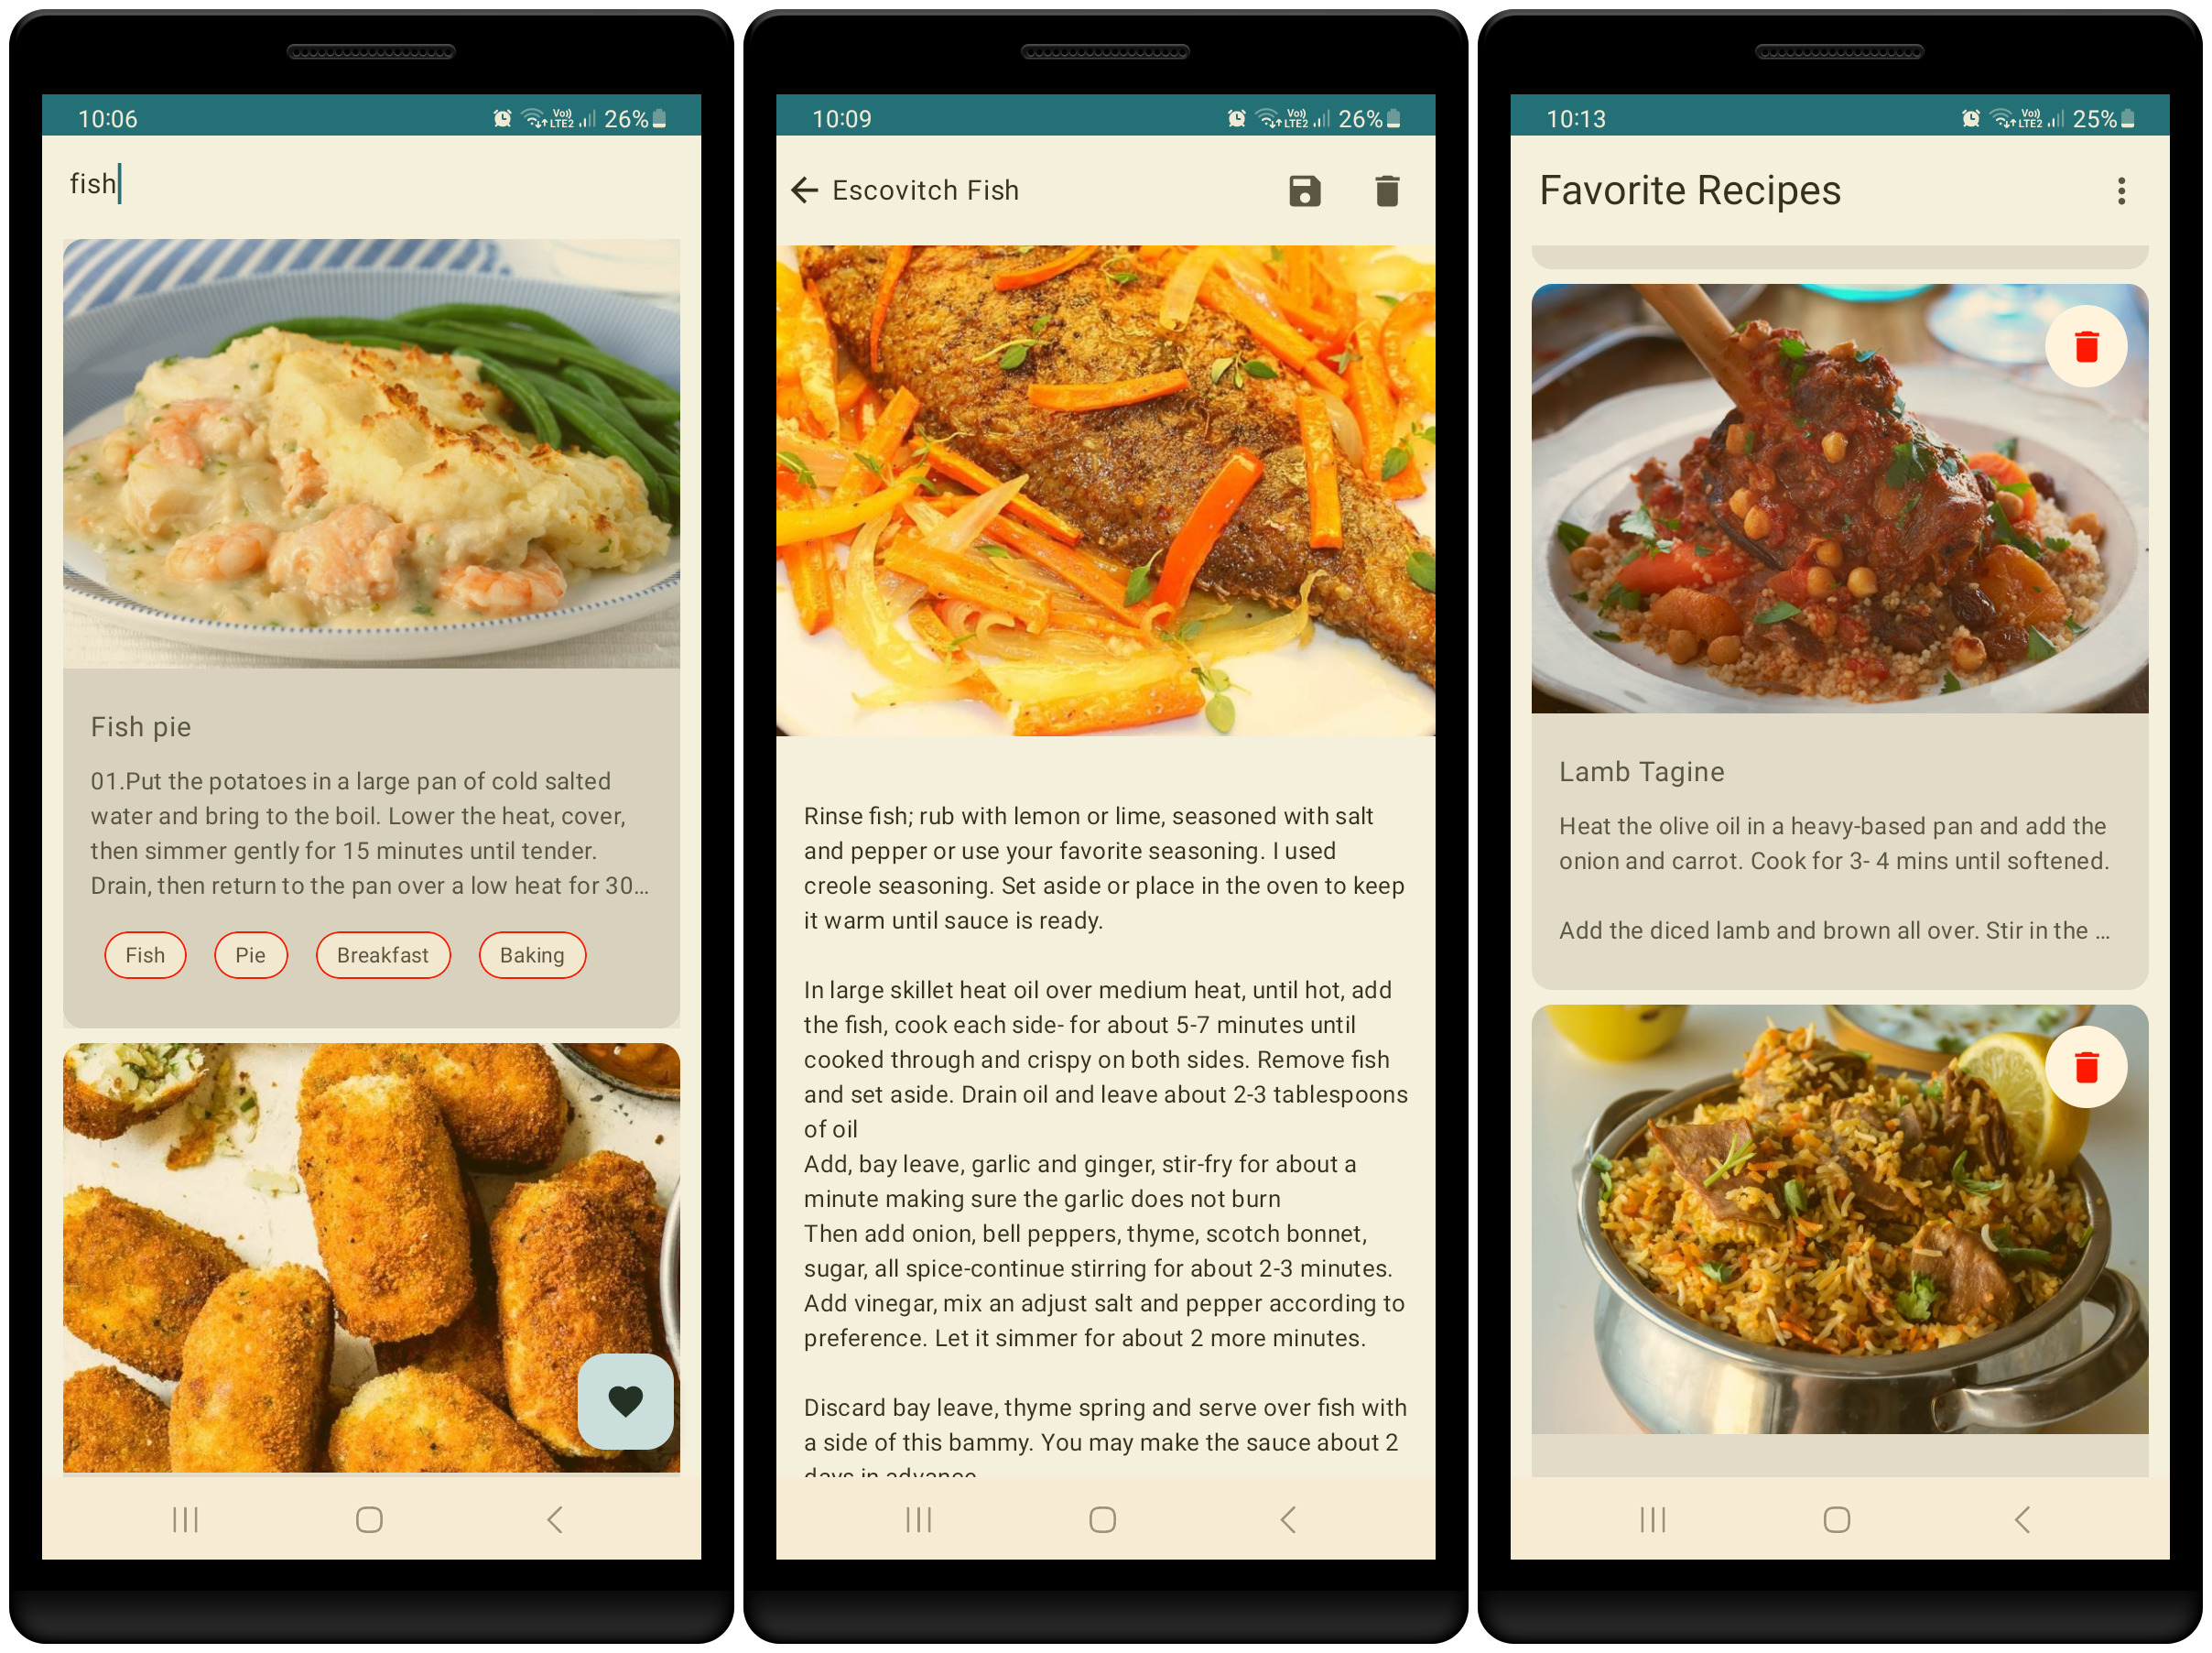 10:06
Vo)) LTE2 26%
fish
Fish pie
01.Put the potatoes in a large pan of cold salted
water and bring to the boil. Lower the heat, cover,
then simmer gently for 15 minutes until tender.
Drain, then return to the pan over a low heat for 30...
Fish Pie Breakfast Baking
10:09
Vo)) LTE2 26%
Escovitch Fish
Rinse fish; rub with lemon or lime, seasoned with salt
and pepper or use your favorite seasoning. I used
creole seasoning. Set aside or place in the oven to keep
it warm until sauce is ready.
In large skillet heat oil over medium heat, until hot, add
the fish, cook each side- for about 5-7 minutes until
cooked through and crispy on both sides. Remove fish
and set aside. Drain oil and leave about 2-3 tablespoons
of oil
Add, bay leave, garlic and ginger, stir-fry for about a
minute making sure the garlic does not burn
Then add onion, bell peppers, thyme, scotch bonnet,
sugar, all spice-continue stirring for about 2-3 minutes.
Add vinegar, mix an adjust salt and pepper according to
preference. Let it simmer for about 2 more minutes.
Discard bay leave, thyme spring and serve over fish with
a side of this bammy. You may make the sauce about 2
days in advance
10:13
Vo)) LTE2 25%
Favorite Recipes
Lamb Tagine
Heat the olive oil in a heavy-based pan and add the
onion and carrot. Cook for 3- 4 mins until softened.
Add the diced lamb and brown all over. Stir in the ...